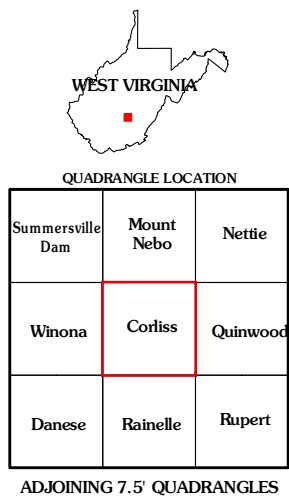 WEST VIRGINIA
QUADRANGLE LOCATION
Summersville
Dam
Mount
Nebo
Nettie
Winona
Corliss
Quinwood
Danese
Rainelle
Rupert
ADJOINING 7.5' QUADRANGLES